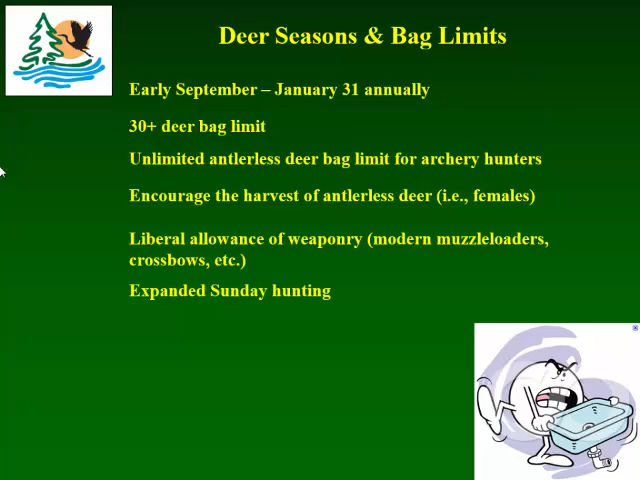 Deer Seasons & Bag Limits
Early September – January 31 annually
30+ deer bag limit
Unlimited antlerless deer bag limit for archery hunters
Encourage the harvest of antlerless deer (i.e., females)
Liberal allowance of weaponry (modern muzzleloaders,
crossbows, etc.)
Expanded Sunday hunting